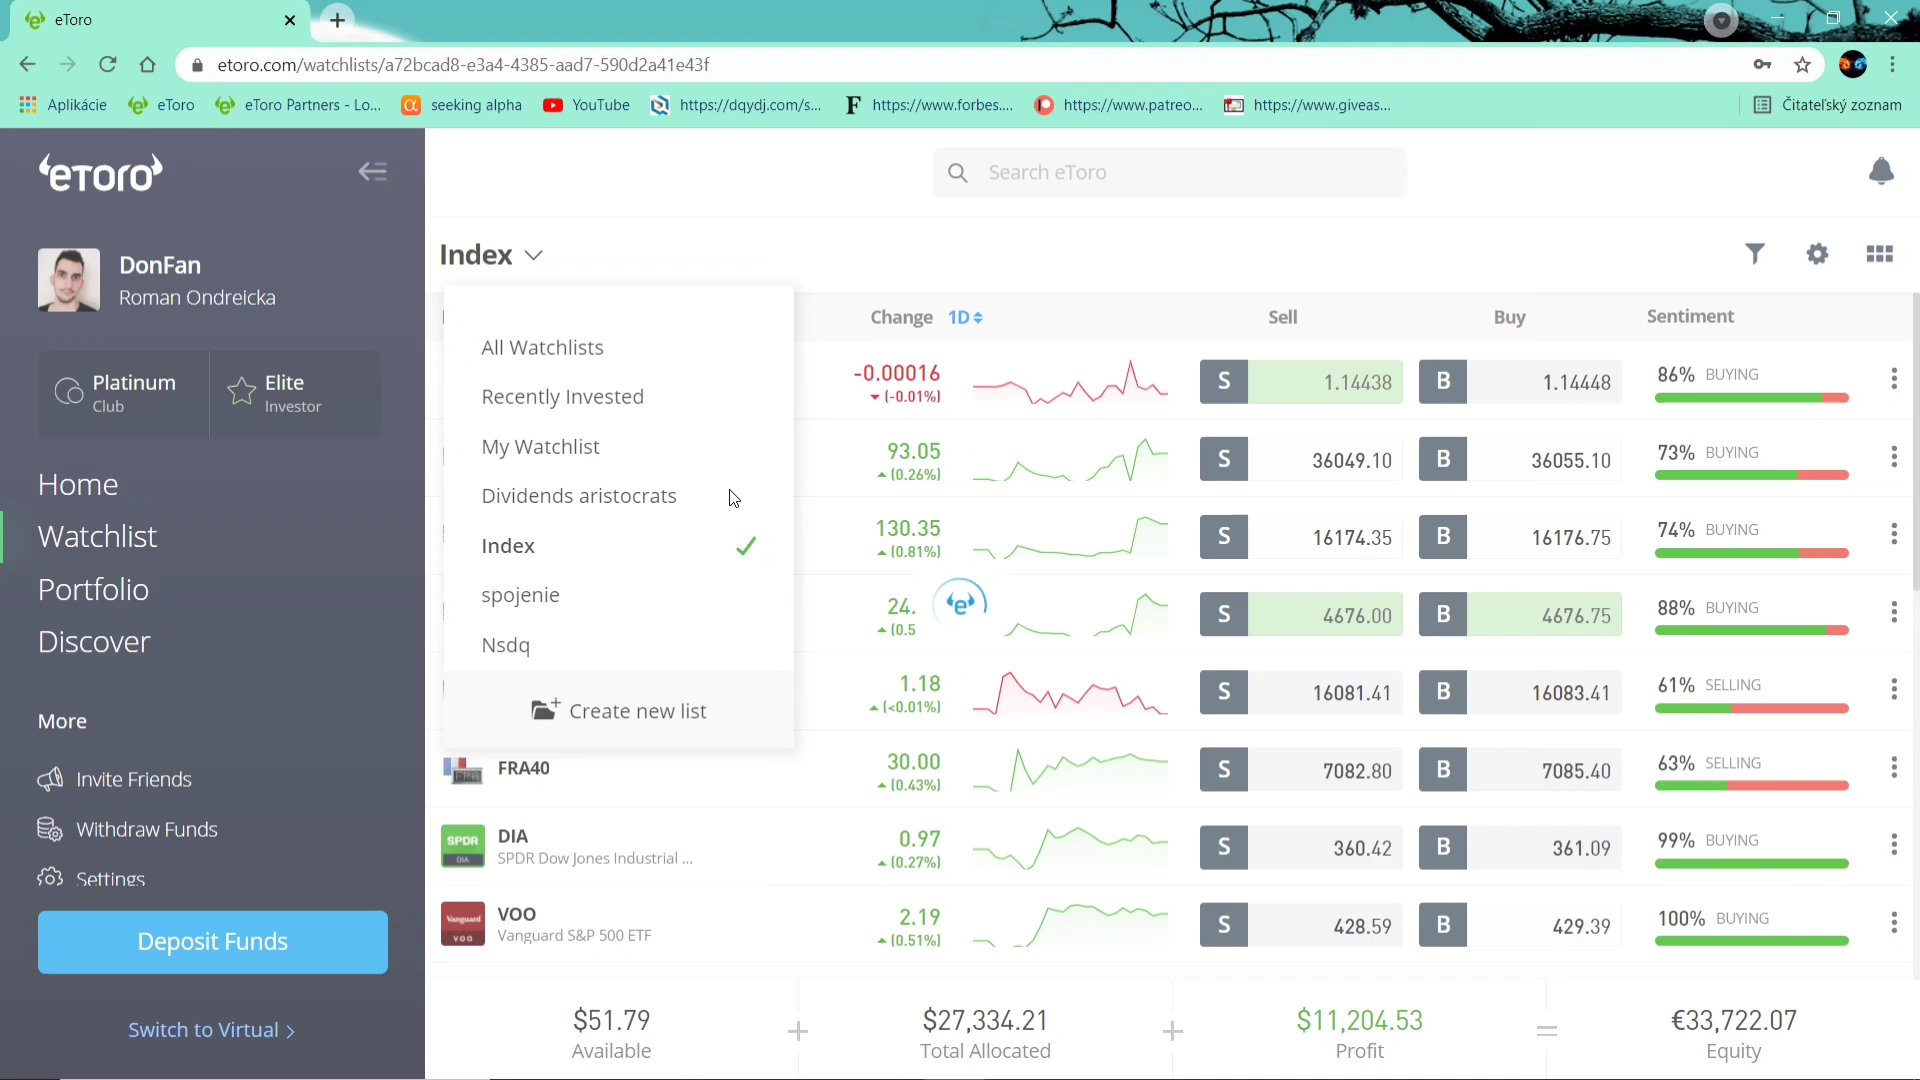 eToro
etoro.com/watchlists/a72bcad8-e3a4-4385-aad7-590d2a41e43f
Aplikácie
eToro
eToro Partners - Lo...
seeking alpha
YouTube
https://dqydj.com/s...
https://www.forbes....
https://www.patreo...
https://www.giveas...
Čitateľský zoznam
eToro
Search eToro
DonFan
Roman Ondreicka
Platinum
Club
Elite
Investor
Home
Watchlist
Portfolio
Discover
More
Invite Friends
Withdraw Funds
Settings
Deposit Funds
Switch to Virtual >
Index
All Watchlists
Recently Invested
My Watchlist
Dividends aristocrats
Index
spojenie
Nsdq
Create new list
Change 1D Sell Buy Sentiment
-0.00016 S 1.14438 B 1.14448 86% BUYING
(-0.01%)
93.05 S 36049.10 B 36055.10 73% BUYING
(0.26%)
130.35 S 16174.35 B 16176.75 74% BUYING
(0.81%)
24. S 4676.00 B 4676.75 88% BUYING
(0.5
1.18 S 16081.41 B 16083.41 61% SELLING
(<0.01%)
FRA40 30.00 S 7082.80 B 7085.40 63% SELLING
(0.43%)
SPDR DIA 0.97 S 360.42 B 361.09 99% BUYING
DIA SPDR Dow Jones Industrial ... (0.27%)
Vanguard VOO 2.19 S 428.59 B 429.39 100% BUYING
VOO Vanguard S&P 500 ETF (0.51%)
$51.79 + $27,334.21 + $11,204.53 = €33,722.07
Available Total Allocated Profit Equity